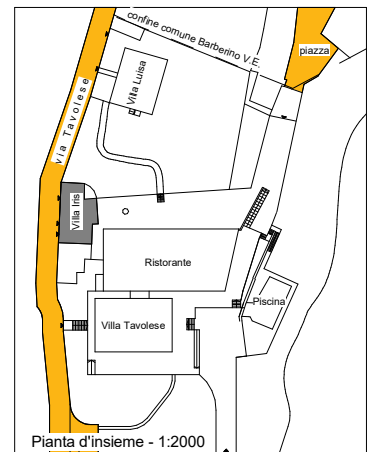 confine comune Barberino V.E.
piazza
Villa Luisa
via Tavolese
Villa Iris
Ristorante
Piscina
Villa Tavolese
Pianta d'insieme - 1:2000